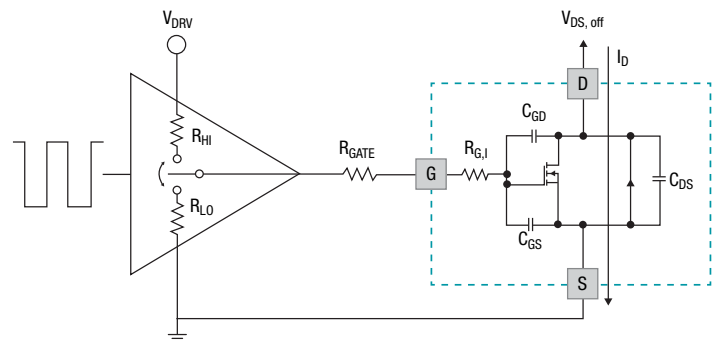 V_DRV
V_DS, off
I_D
D
R_HI
C_GD
R_GATE
R_G,I
G
C_DS
R_LO
C_GS
S